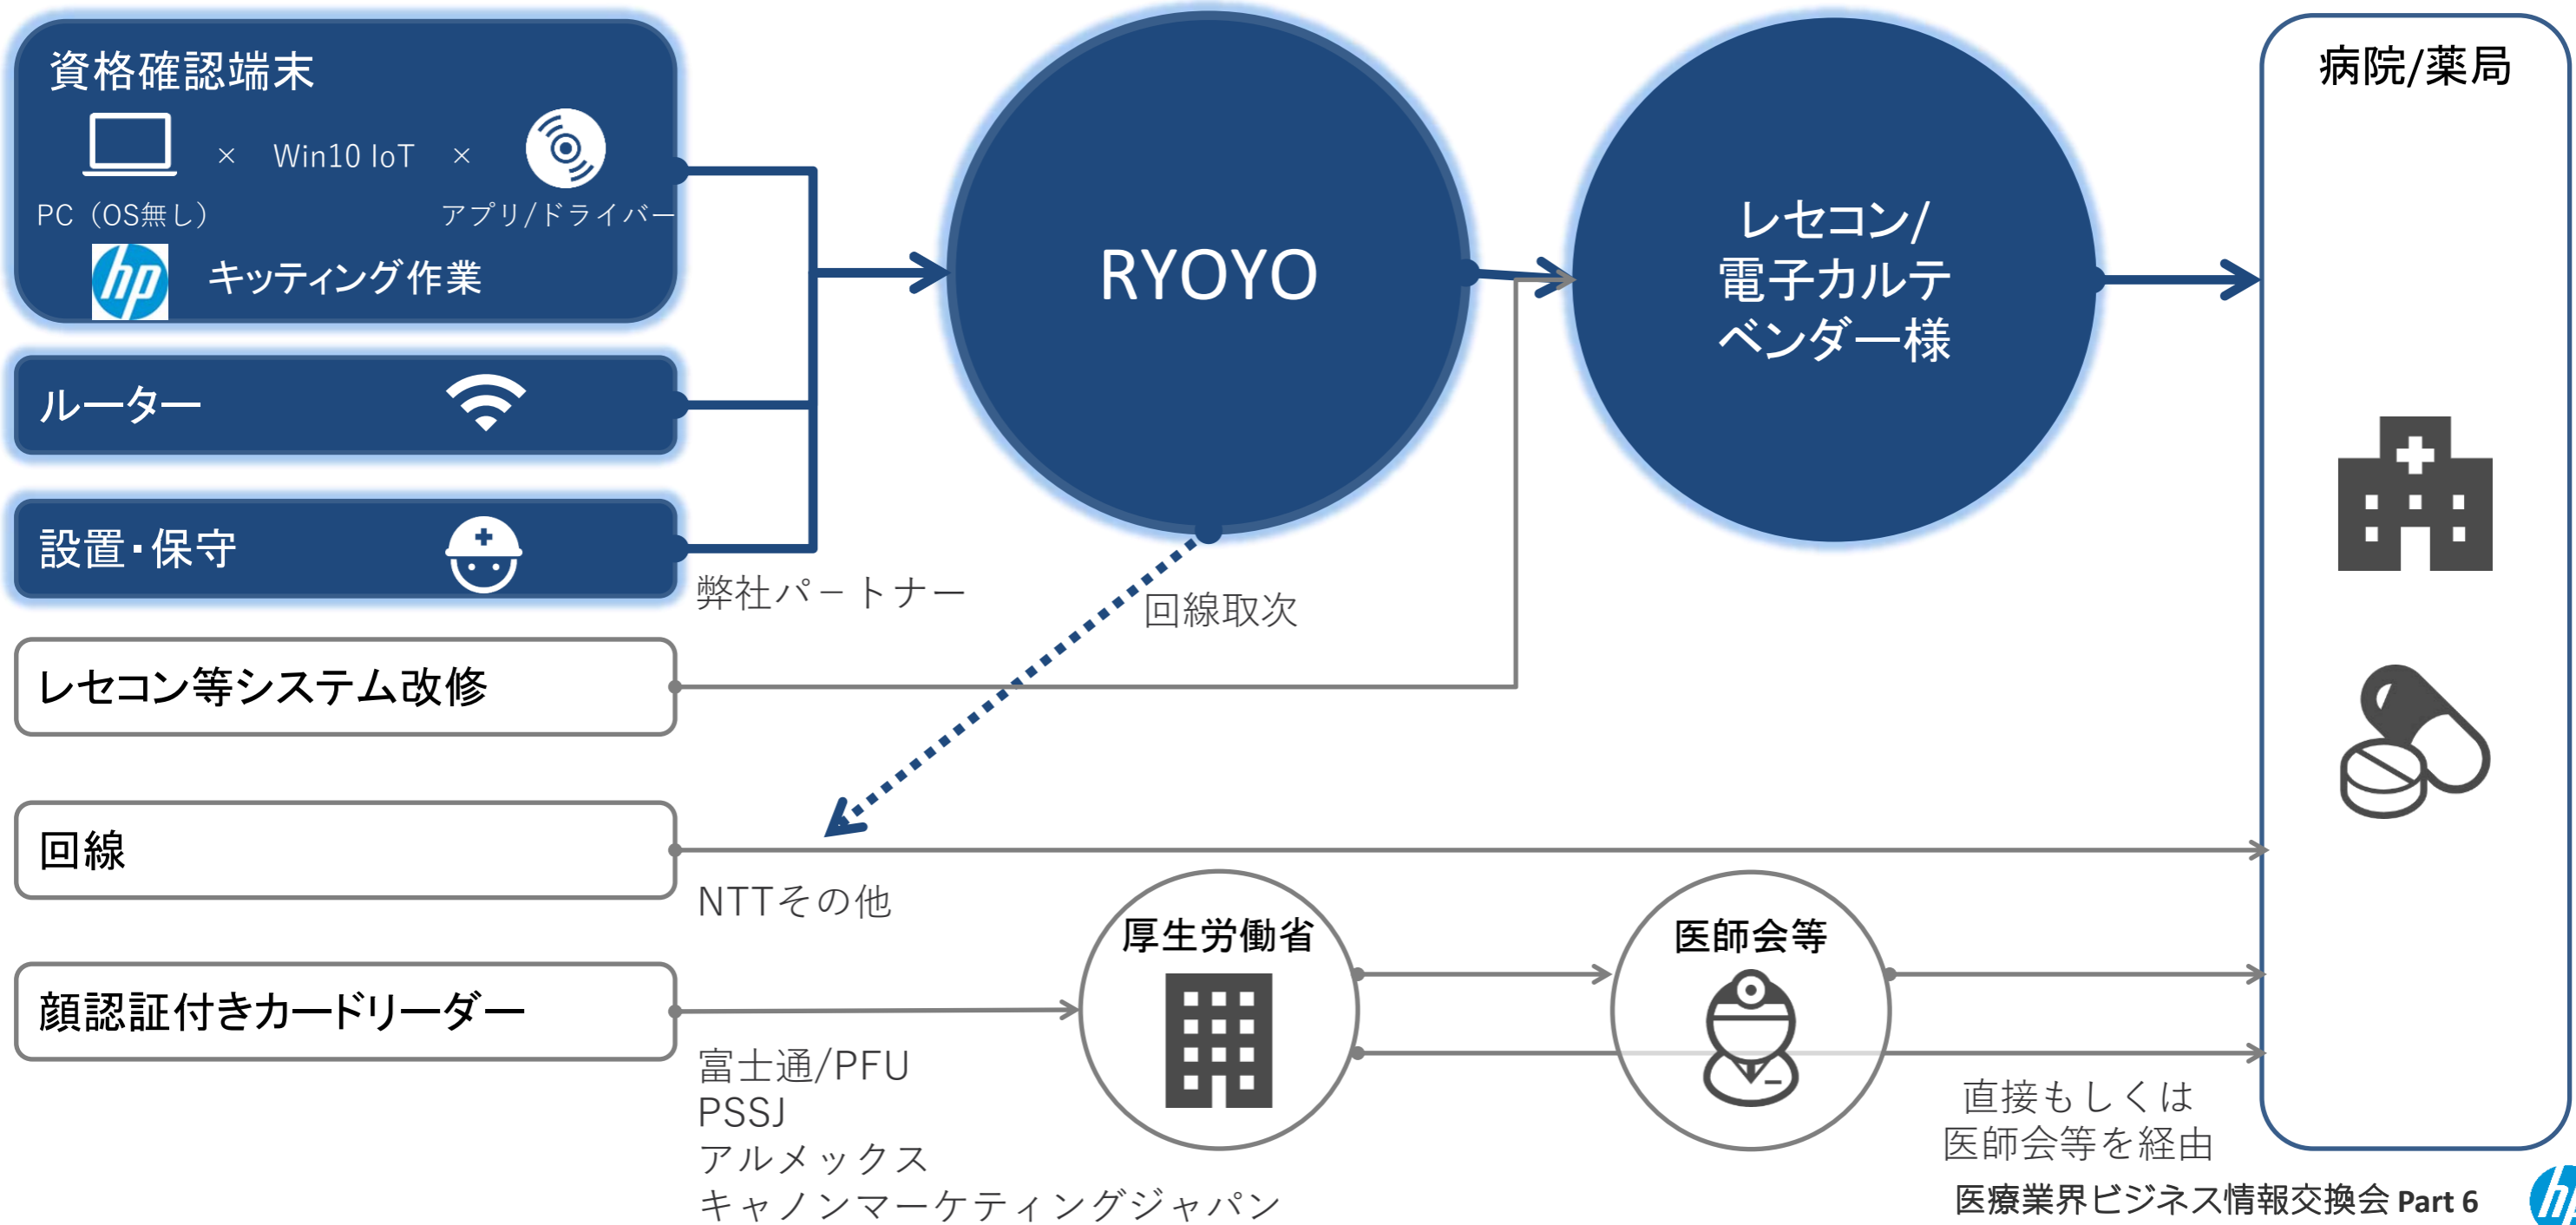 資格確認端末
× Win10 IoT ×
PC（OS無し）
アプリ/ドライバー
hp
キッティング作業
ルーター
設置・保守
弊社パートナー
レセコン等システム改修
回線
NTTその他
顔認証付きカードリーダー
富士通/PFU
PSSJ
アルメックス
キャノンマーケティングジャパン
RYOYO
回線取次
レセコン/
電子カルテ
ベンダー様
厚生労働省
医師会等
直接もしくは
医師会等を経由
病院/薬局
医療業界ビジネス情報交換会 Part 6
hp